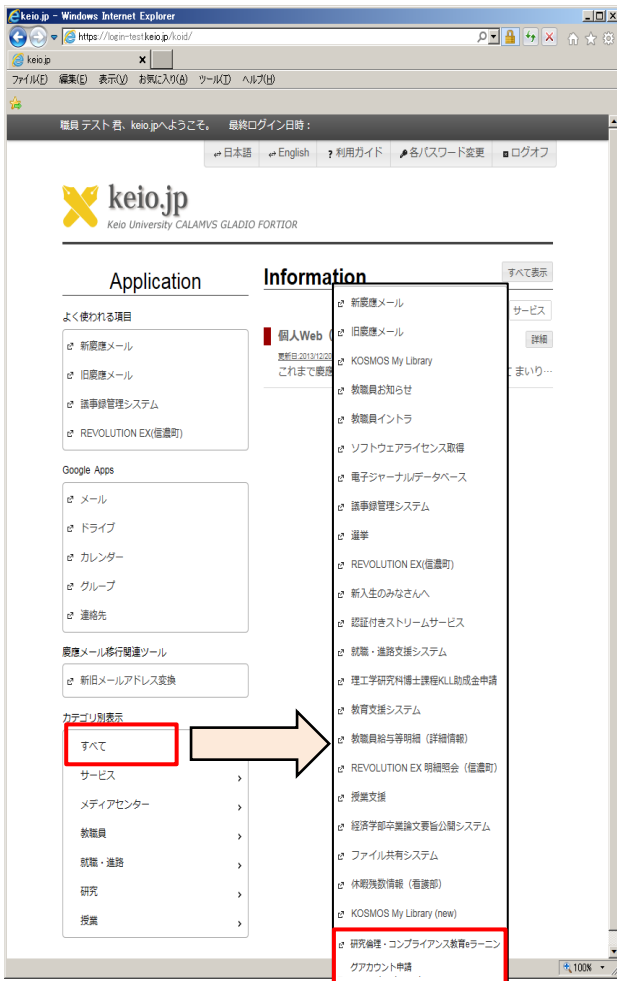 keio.jp - Windows Internet Explorer
https://login-test.keio.jp/koid/
keio.jp
ファイル(F) 編集(E) 表示(V) お気に入り(A) ツール(T) ヘルプ(H)
職員 テスト 君、keio.jpへようこそ。 最終ログイン日時：
日本語 English ? 利用ガイド 各パスワード変更 ログオフ
keio.jp
Keio University CALAMVS GLADIO FORTIOR
Application
よく使われる項目
新慶應メール
旧慶應メール
議事録管理システム
REVOLUTION EX(信濃町)
Google Apps
メール
ドライブ
カレンダー
グループ
連絡先
慶應メール移行関連ツール
新旧メールアドレス変換
カテゴリ別表示
すべて
サービス
メディアセンター
教職員
就職・進路
研究
授業
Information
すべて表示
サービス
個人Web（
詳細
更新日:2013/12/20
これまで慶應
てまいり…
新慶應メール
旧慶應メール
KOSMOS My Library
教職員お知らせ
教職員イントラ
ソフトウェアライセンス取得
電子ジャーナル/データベース
議事録管理システム
選挙
REVOLUTION EX(信濃町)
新入生のみなさんへ
認証付きストリームサービス
就職・進路支援システム
理工学研究科博士課程KLL助成金申請
教育支援システム
教職員給与等明細（詳細情報）
REVOLUTION EX 明細照会（信濃町）
授業支援
経済学部卒業論文要旨公開システム
ファイル共有システム
休暇残数情報（看護部）
KOSMOS My Library (new)
研究倫理・コンプライアンス教育eラーニン
グアカウント申請
100%